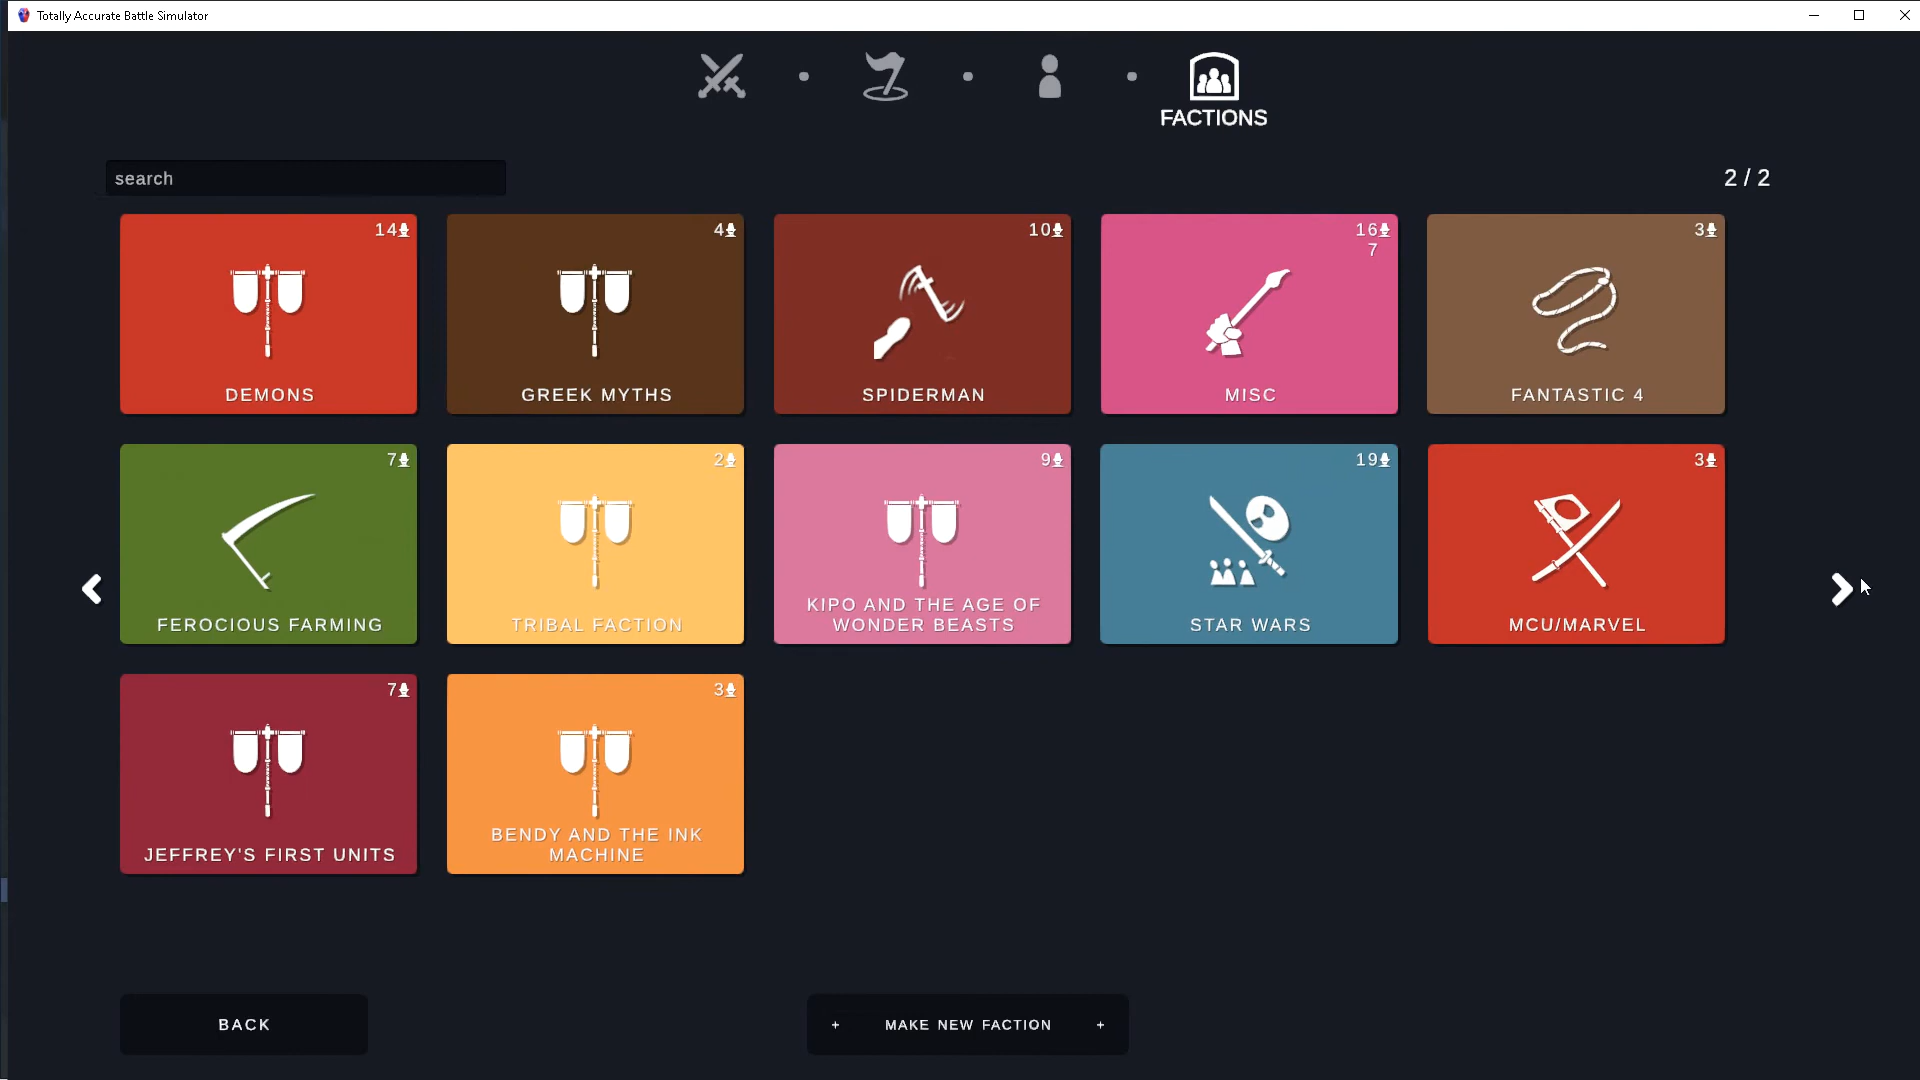 Totally Accurate Battle Simulator
FACTIONS
search
2 / 2
14
4
10
16
7
3
DEMONS
GREEK MYTHS
SPIDERMAN
MISC
FANTASTIC 4
7
2
9
19
3
FEROCIOUS FARMING
TRIBAL FACTION
KIPO AND THE AGE OF
WONDER BEASTS
STAR WARS
MCU/MARVEL
7
3
JEFFREY'S FIRST UNITS
BENDY AND THE INK
MACHINE
BACK
+ MAKE NEW FACTION +